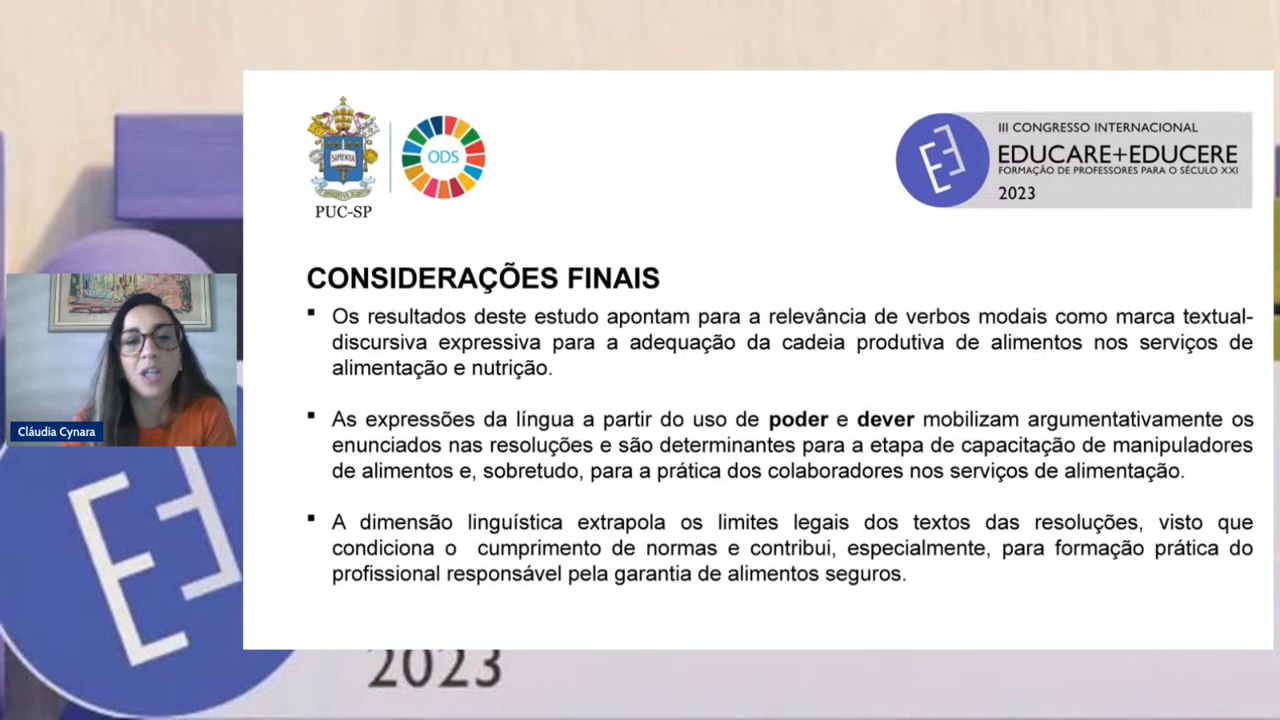 SAPIENTIA
PUC-SP
ODS
III CONGRESSO INTERNACIONAL
EDUCARE+EDUCERE
FORMAÇÃO DE PROFESSORES PARA O SÉCULO XXI
2023
CONSIDERAÇÕES FINAIS
Os resultados deste estudo apontam para a relevância de verbos modais como marca textual-
discursiva expressiva para a adequação da cadeia produtiva de alimentos nos serviços de
alimentação e nutrição.
As expressões da língua a partir do uso de poder e dever mobilizam argumentativamente os
enunciados nas resoluções e são determinantes para a etapa de capacitação de manipuladores
de alimentos e, sobretudo, para a prática dos colaboradores nos serviços de alimentação.
A dimensão linguística extrapola os limites legais dos textos das resoluções, visto que
condiciona o cumprimento de normas e contribui, especialmente, para formação prática do
profissional responsável pela garantia de alimentos seguros.
Cláudia Cynara
2023